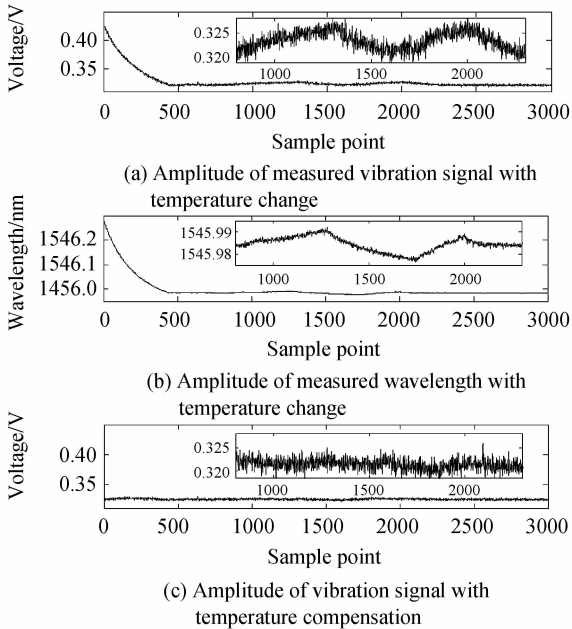 Voltage/V
0.40
0.35
0.325
0.320
1000 1500 2000
0 500 1000 1500 2000 2500 3000
Sample point
(a) Amplitude of measured vibration signal with
temperature change
Wavelength/nm
1546.2
1546.1
1456.0
1545.99
1545.98
1000 1500 2000
0 500 1000 1500 2000 2500 3000
Sample point
(b) Amplitude of measured wavelength with
temperature change
Voltage/V
0.40
0.35
0.325
0.320
1000 1500 2000
0 500 1000 1500 2000 2500 3000
Sample point
(c) Amplitude of vibration signal with
temperature compensation